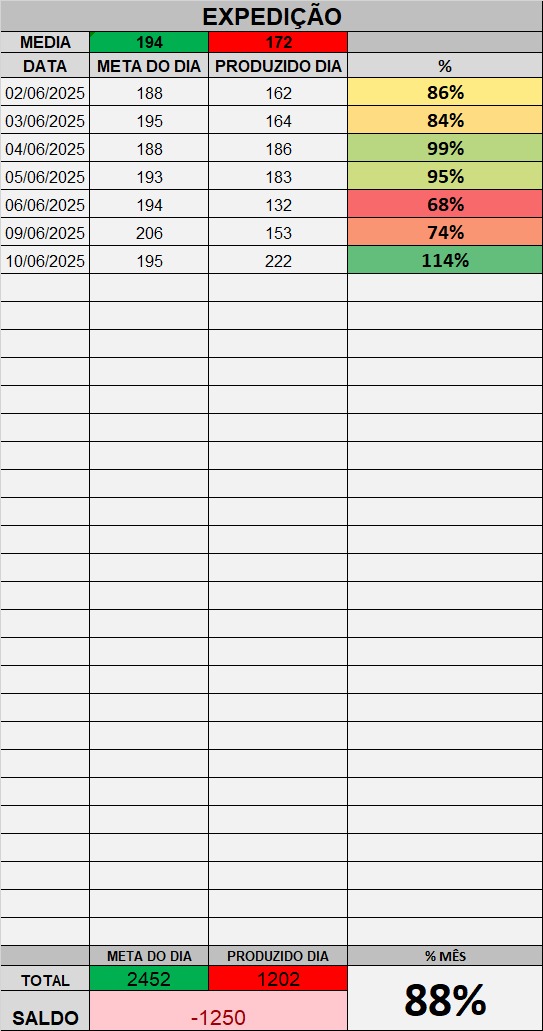 EXPEDIÇÃO
MEDIA 194 172
DATA META DO DIA PRODUZIDO DIA %
02/06/2025 188 162 86%
03/06/2025 195 164 84%
04/06/2025 188 186 99%
05/06/2025 193 183 95%
06/06/2025 194 132 68%
09/06/2025 206 153 74%
10/06/2025 195 222 114%
META DO DIA PRODUZIDO DIA % MÊS
TOTAL 2452 1202 88%
SALDO -1250